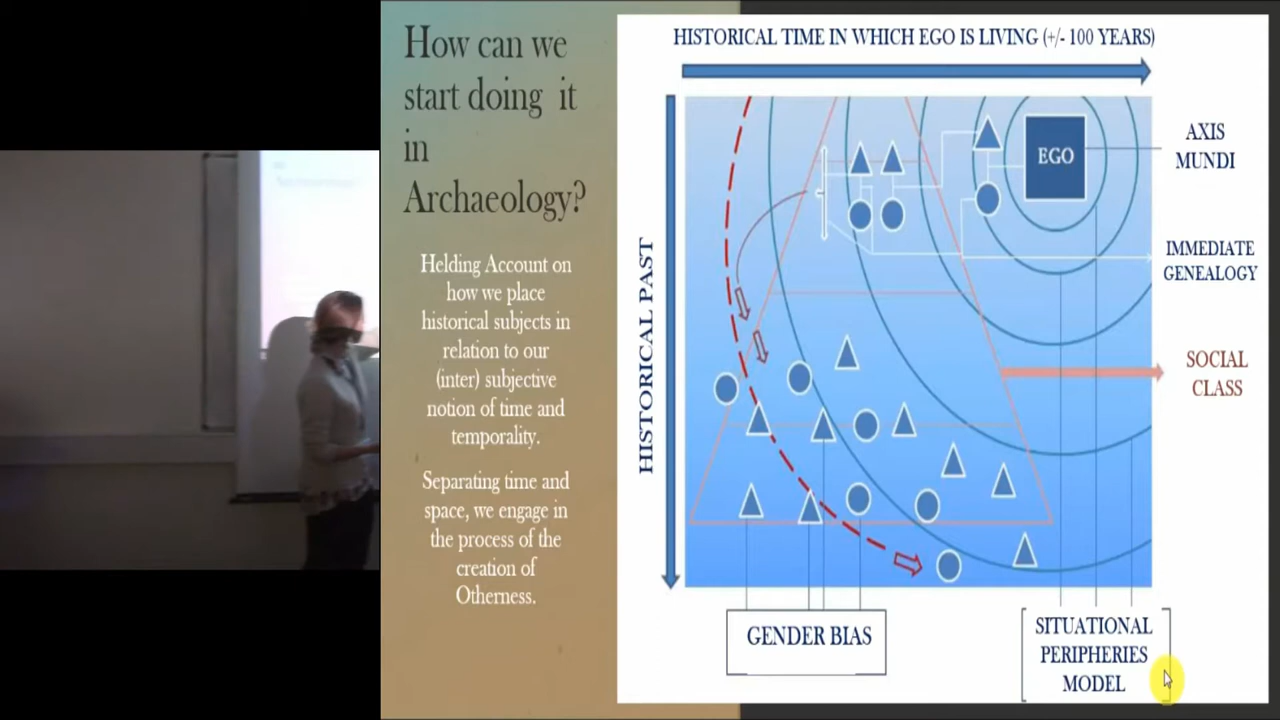 How can we
start doing it
in
Archaeology?
Helding Account on
how we place
historical subjects in
relation to our
(inter) subjective
notion of time and
temporality.
Separating time and
space, we engage in
the process of the
creation of
Otherness.
HISTORICAL TIME IN WHICH EGO IS LIVING (+/- 100 YEARS)
HISTORICAL PAST
EGO
AXIS
MUNDI
IMMEDIATE
GENEALOGY
SOCIAL
CLASS
GENDER BIAS
SITUATIONAL
PERIPHERIES
MODEL